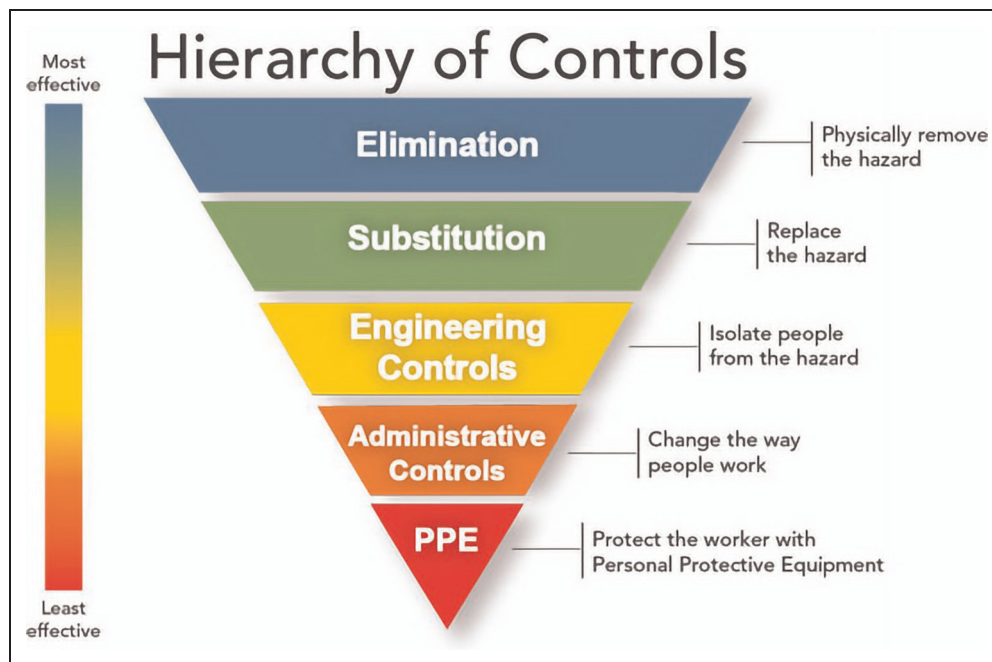 Hierarchy of Controls
Most
effective
Elimination
Physically remove
the hazard
Substitution
Replace
the hazard
Engineering
Controls
Isolate people
from the hazard
Administrative
Controls
Change the way
people work
PPE
Protect the worker with
Personal Protective Equipment
Least
effective